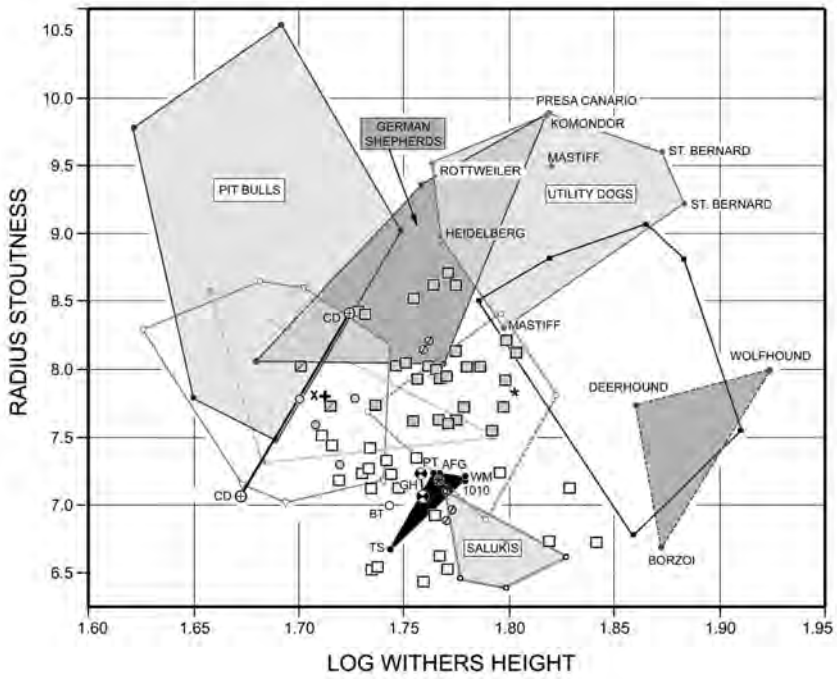 10.5
10.0
9.5
9.0
8.5
8.0
7.5
7.0
6.5
RADIUS STOUTNESS
PRESA CANARIO
KOMONDOR
GERMAN
SHEPHERDS
ROTTWEILER
MASTIFF
ST. BERNARD
PIT BULLS
UTILITY DOGS
ST. BERNARD
HEIDELBERG
CD
MASTIFF
WOLFHOUND
DEERHOUND
X
PT
AFG
WM
GH1
1010
CD
BT
TS
SALUKIS
BORZOI
1.60
1.65
1.70
1.75
1.80
1.85
1.90
1.95
LOG WITHERS HEIGHT